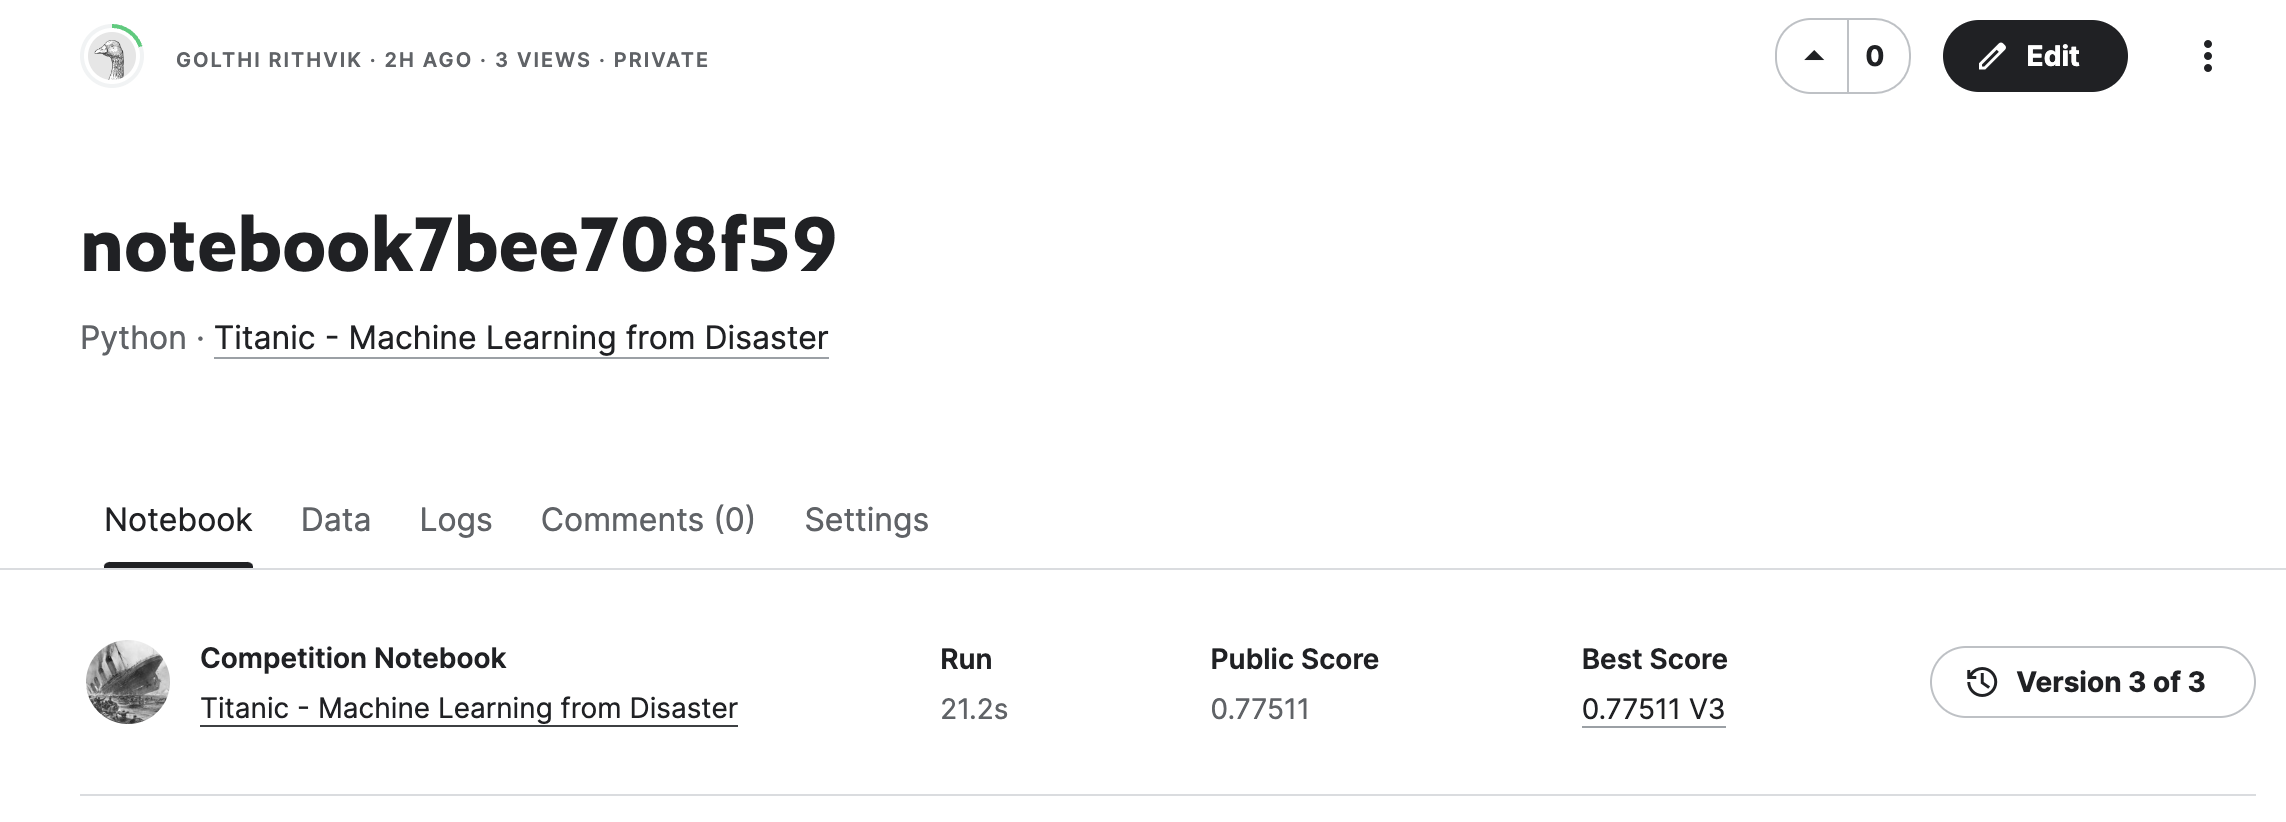 GOLTHI RITHVIK · 2H AGO · 3 VIEWS · PRIVATE
0
Edit
notebook7bee708f59
Python · Titanic - Machine Learning from Disaster
Notebook
Data
Logs
Comments (0)
Settings
Competition Notebook
Titanic - Machine Learning from Disaster
Run
21.2s
Public Score
0.77511
Best Score
0.77511 V3
Version 3 of 3